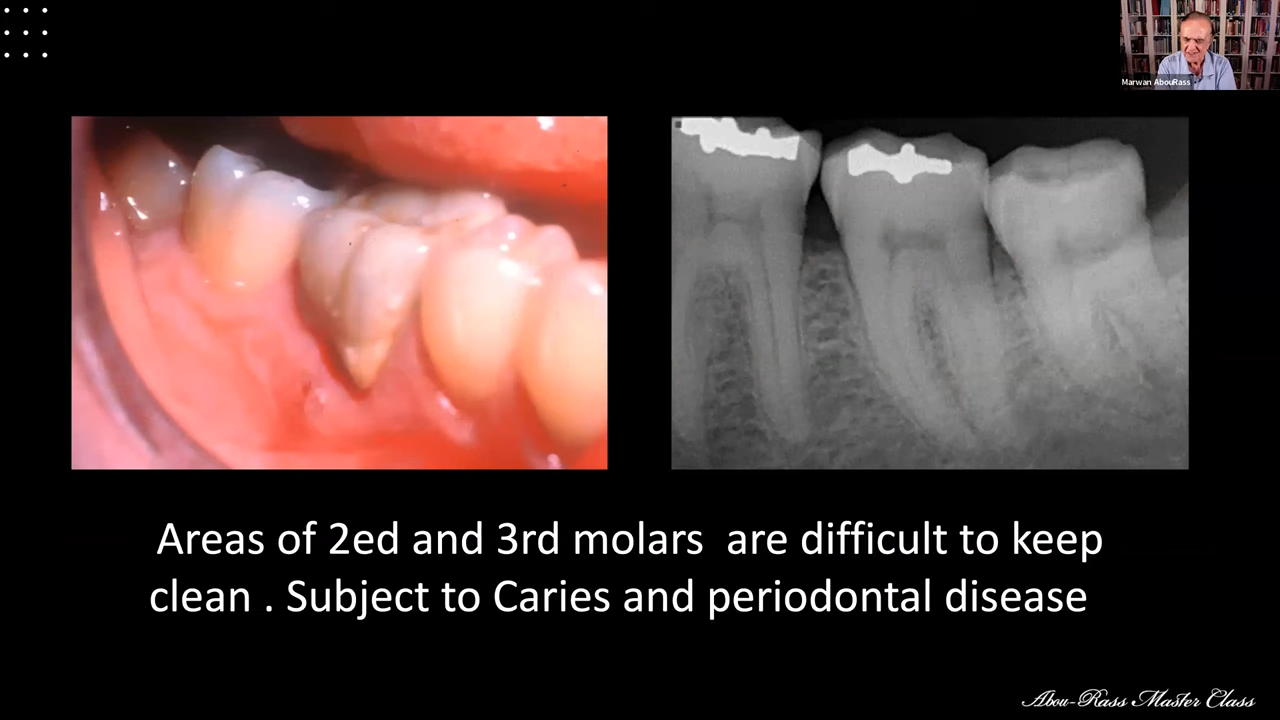 Marwan AbouRass
Areas of 2ed and 3rd molars are difficult to keep
clean . Subject to Caries and periodontal disease
Abou-Rass Master Class